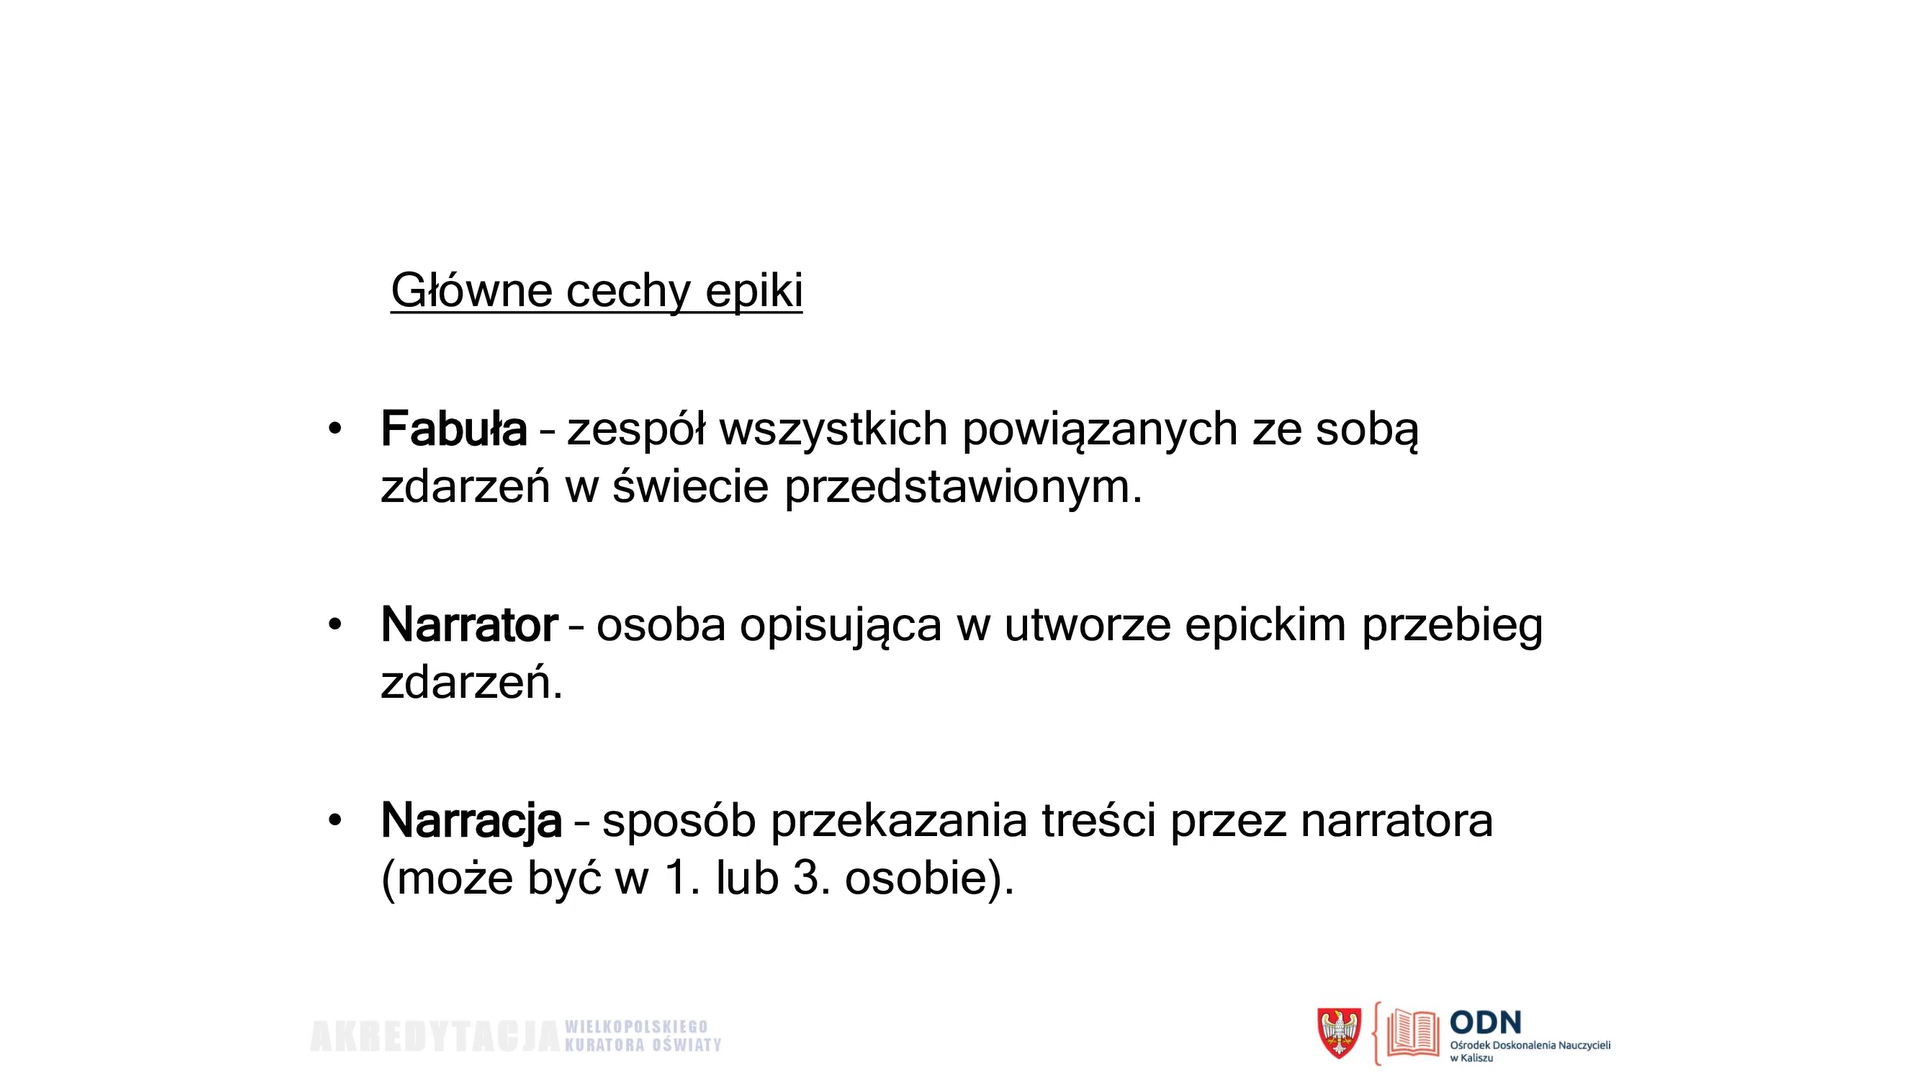 Główne cechy epiki
• Fabuła – zespół wszystkich powiązanych ze sobą
zdarzeń w świecie przedstawionym.
• Narrator – osoba opisująca w utworze epickim przebieg
zdarzeń.
• Narracja – sposób przekazania treści przez narratora
(może być w 1. lub 3. osobie).
AKREDYTACJA WIELKOPOLSKIEGO
KURATORA OŚWIATY
ODN
Ośrodek Doskonalenia Nauczycieli
w Kaliszu